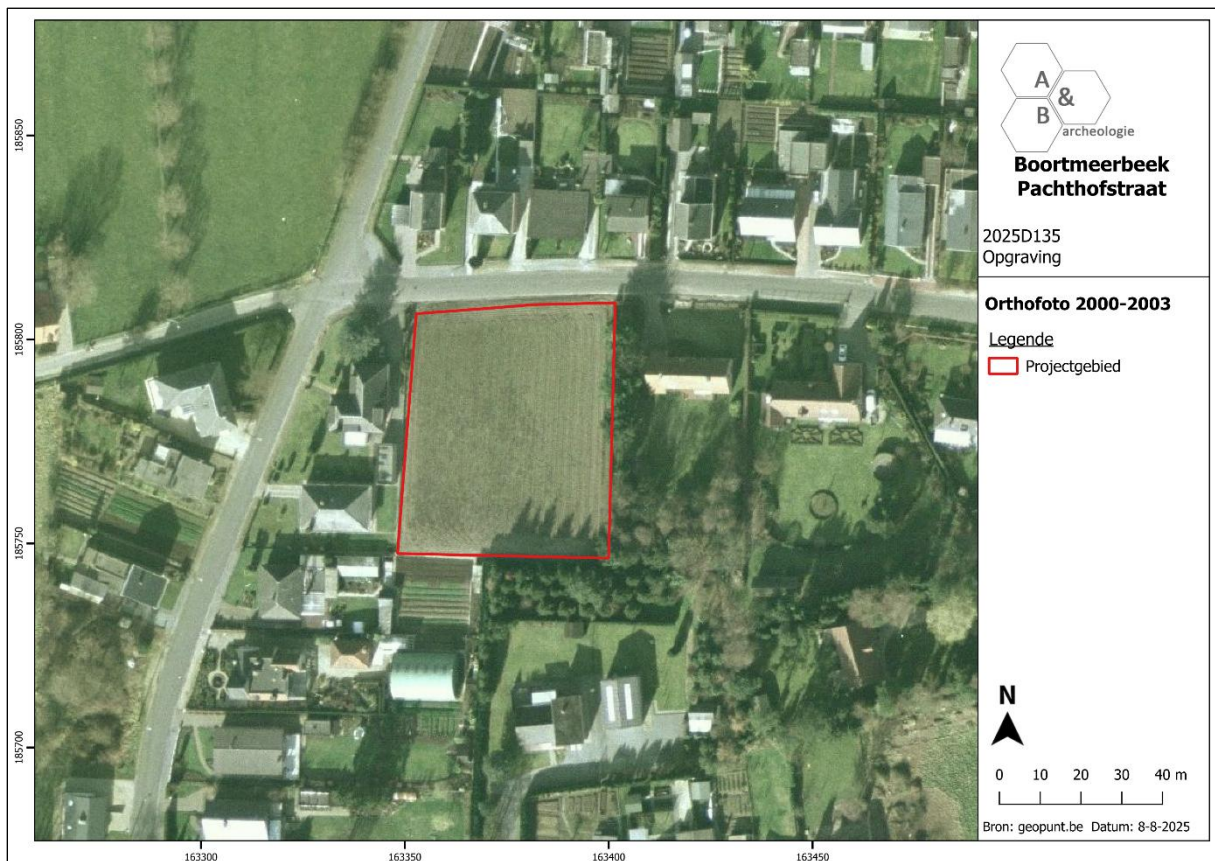 A
&
B
archeologie
Boortmeerbeek
Pachthofstraat
2025D135
Opgraving
Orthofoto 2000-2003
Legende
Projectgebied
N
0 10 20 30 40 m
Bron: geopunt.be Datum: 8-8-2025
185850
185800
185750
185700
163300 163350 163400 163450